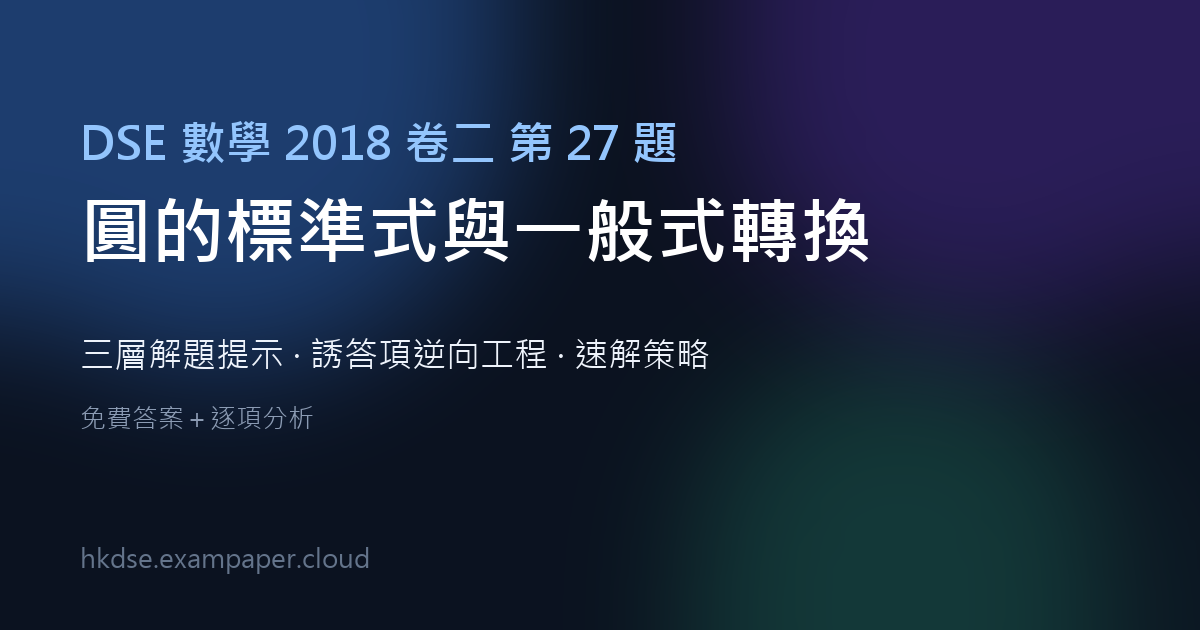 DSE 數學 2018 卷二 第 27 題
圓的標準式與一般式轉換
三層解題提示 · 誘答項逆向工程 · 速解策略
免費答案 + 逐項分析
hkdse.exampaper.cloud